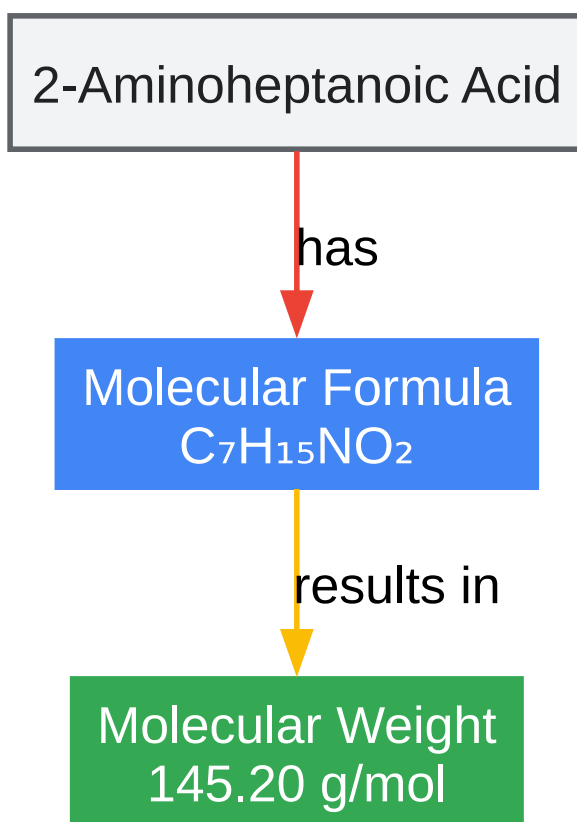 2-Aminoheptanoic Acid
has
Molecular Formula
C₇H₁₅NO₂
results in
Molecular Weight
145.20 g/mol